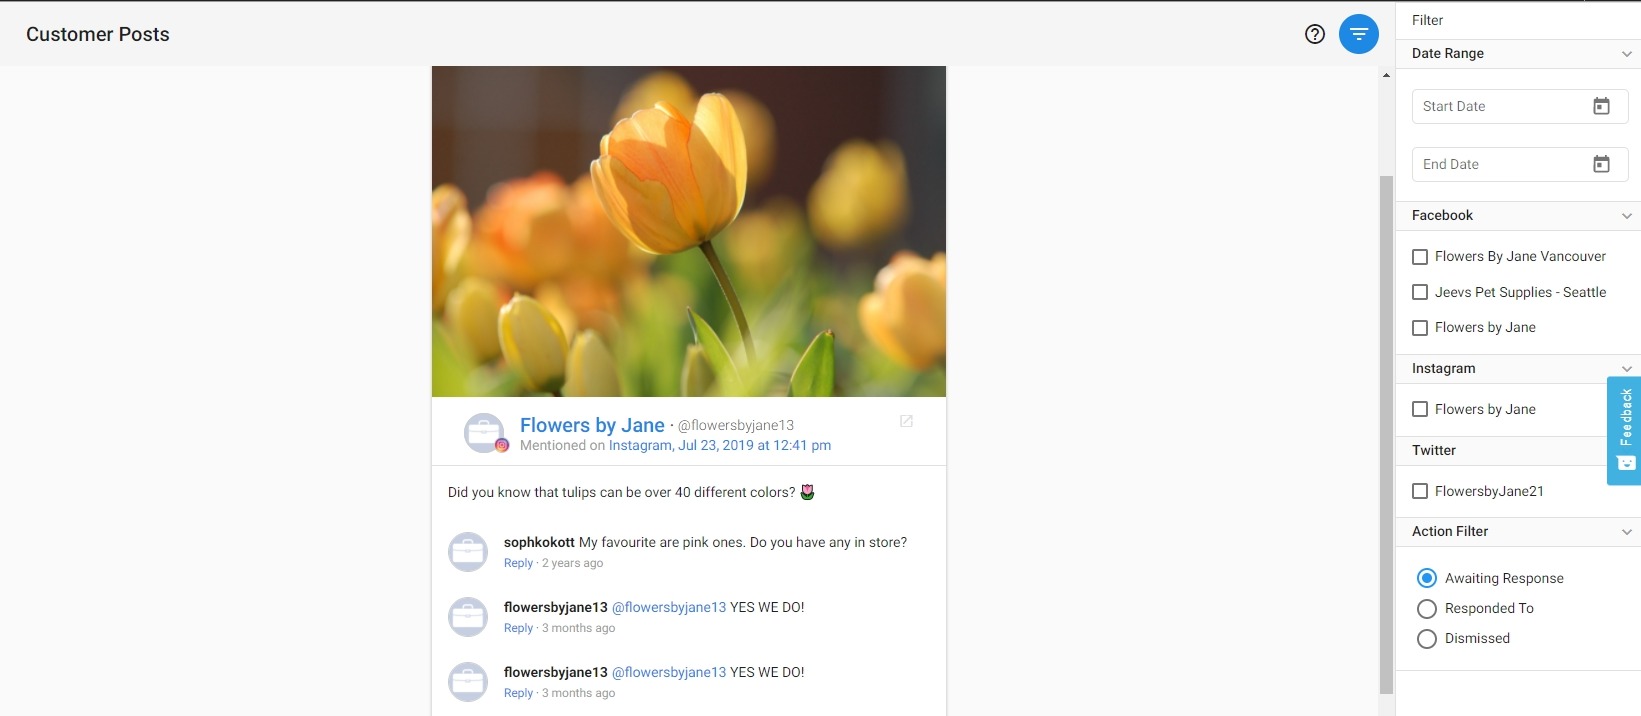 Customer Posts
Flowers by Jane · @flowersbyjane13
Mentioned on Instagram, Jul 23, 2019 at 12:41 pm
Did you know that tulips can be over 40 different colors? 🌷
sophkokott My favourite are pink ones. Do you have any in store?
Reply · 2 years ago
flowersbyjane13 @flowersbyjane13 YES WE DO!
Reply · 3 months ago
flowersbyjane13 @flowersbyjane13 YES WE DO!
Reply · 3 months ago
Filter
Date Range
Start Date
End Date
Facebook
Flowers By Jane Vancouver
Jeevs Pet Supplies - Seattle
Flowers by Jane
Instagram
Flowers by Jane
Twitter
FlowersbyJane21
Action Filter
Awaiting Response
Responded To
Dismissed
Feedback